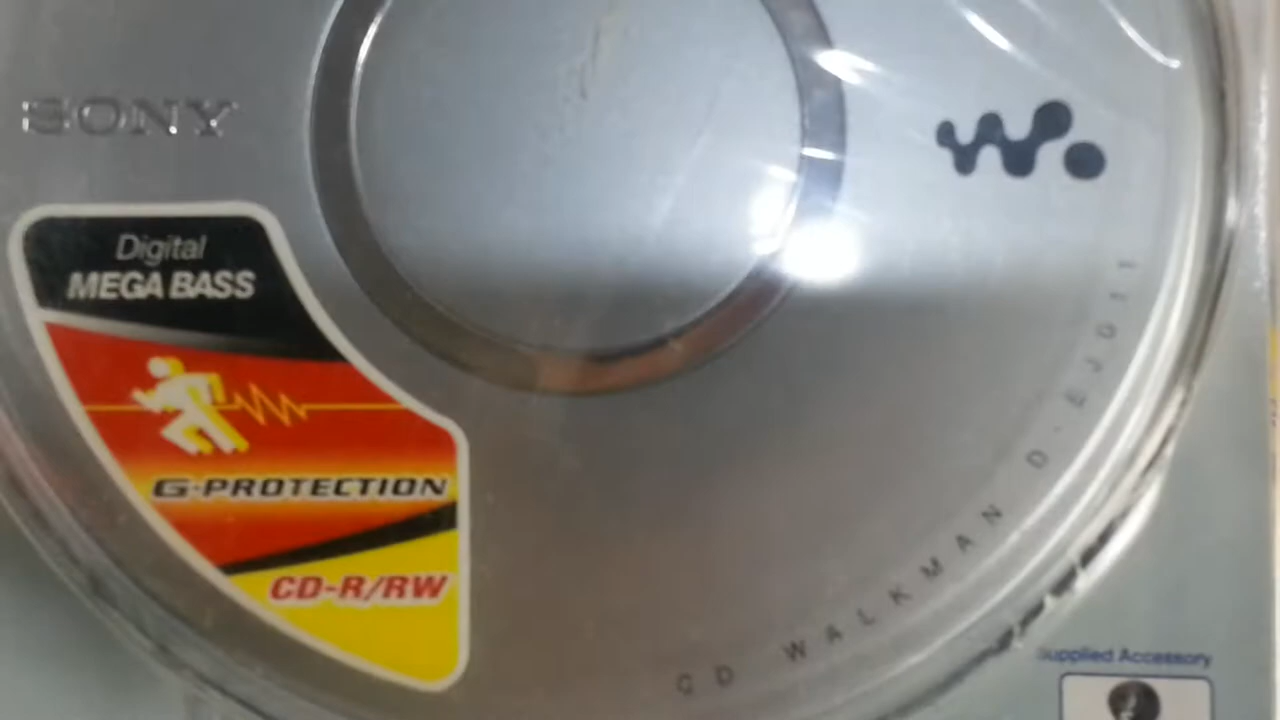 SONY
Digital
MEGA BASS
G-PROTECTION
CD-R/RW
CD WALKMAN D-EJ011
Supplied Accessory